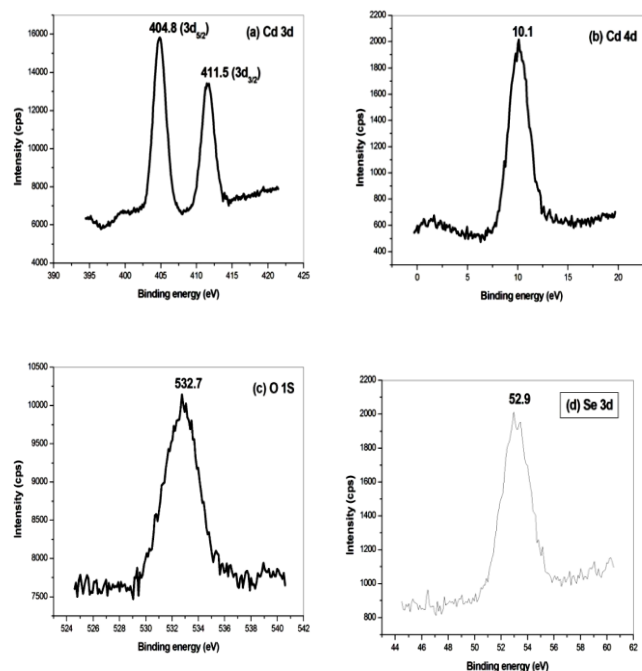 404.8 (3d5/2)
(a) Cd 3d
411.5 (3d3/2)
16000
14000
12000
10000
8000
6000
4000
Intensity (cps)
390 395 400 405 410 415 420 425
Binding energy (eV)
10.1
(b) Cd 4d
2200
2000
1800
1600
1400
1200
1000
800
600
400
Intensity (cps)
0 5 10 15 20
Binding energy (eV)
532.7
(c) O 1S
10500
10000
9500
9000
8500
8000
7500
Intensity (cps)
524 526 528 530 532 534 536 538 540 542
Binding energy (eV)
52.9
(d) Se 3d
2200
2000
1800
1600
1400
1200
1000
800
Intensity (cps)
44 46 48 50 52 54 56 58 60 62
Binding energy (eV)